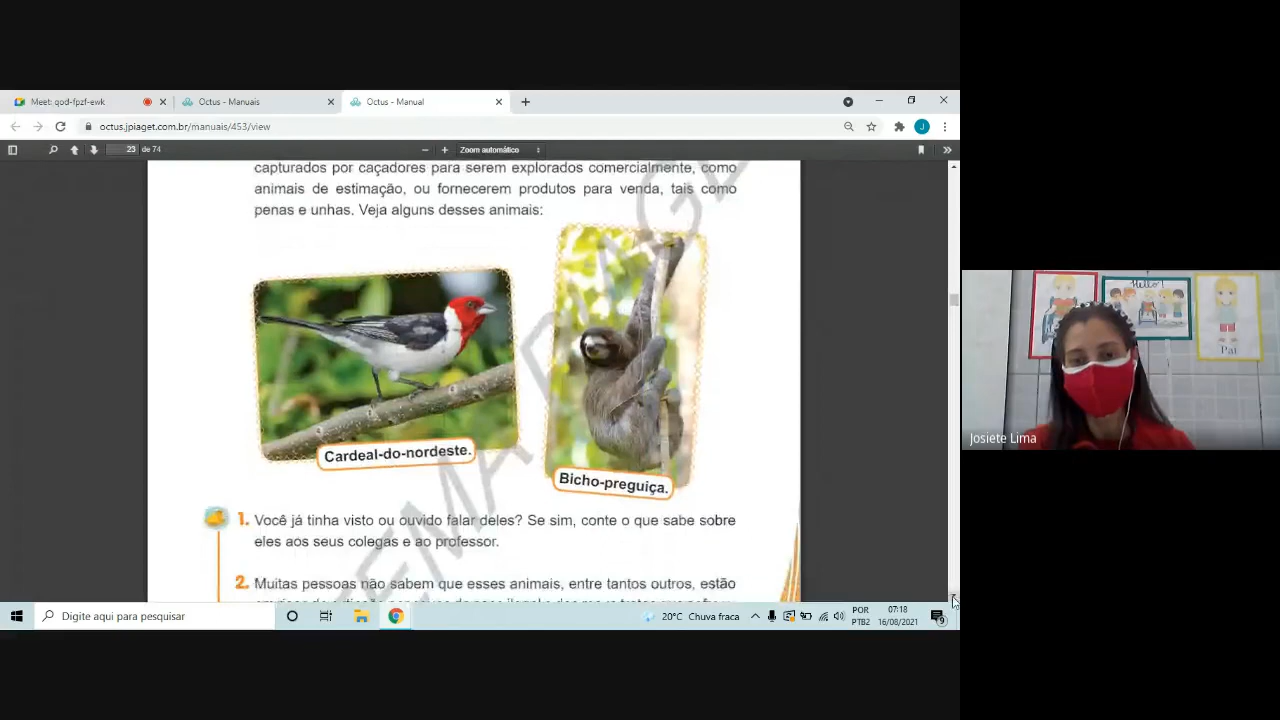 Meet: qod-fpzf-ewk
Octus - Manuais
Octus - Manual
octus.jpiaget.com.br/manuais/453/view
23 de 74
Zoom automático
capturados por caçadores para serem explorados comercialmente, como
animais de estimação, ou fornecerem produtos para venda, tais como
penas e unhas. Veja alguns desses animais:
Cardeal-do-nordeste.
Bicho-preguiça.
1. Você já tinha visto ou ouvido falar deles? Se sim, conte o que sabe sobre
eles aos seus colegas e ao professor.
2. Muitas pessoas não sabem que esses animais, entre tantos outros, estão
Digite aqui para pesquisar
20°C Chuva fraca
POR
PTB2
07:18
16/08/2021
9
Hello!
Pai
Josiete Lima